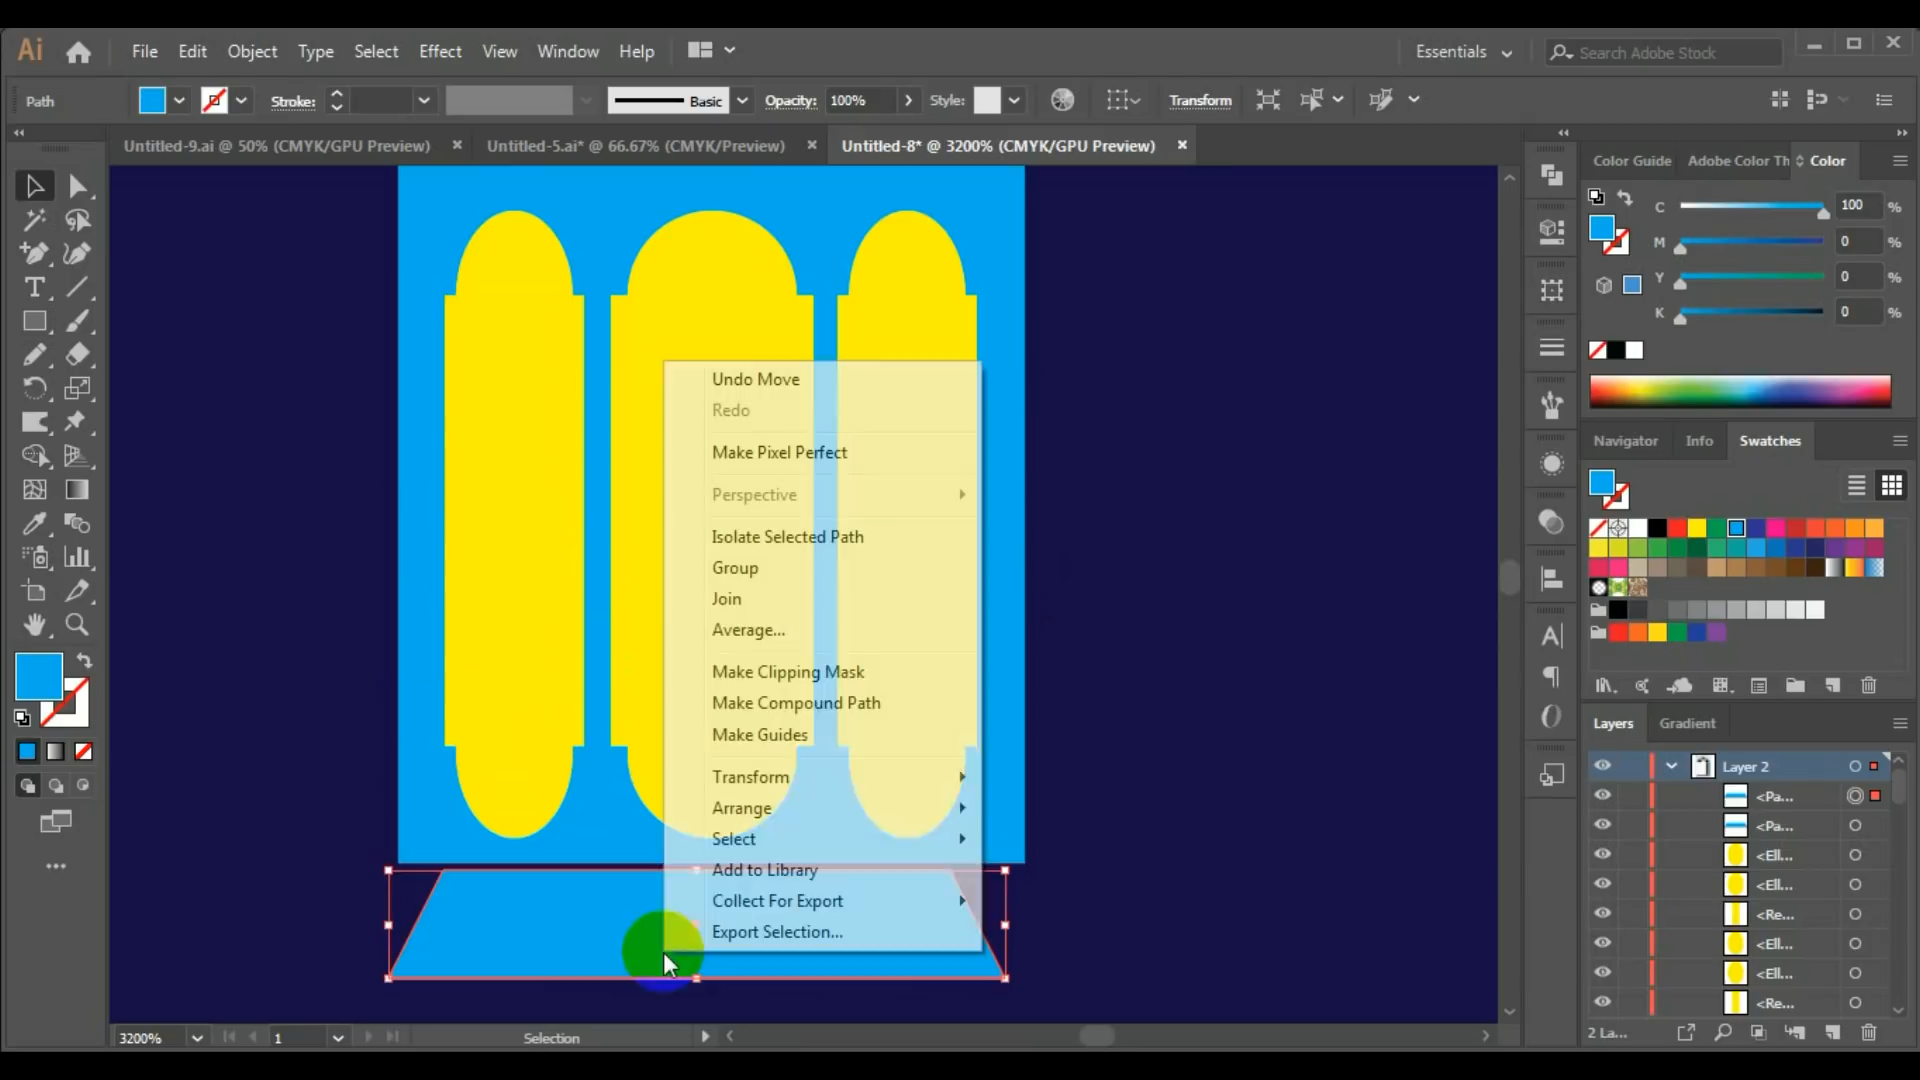 Ai File Edit Object Type Select Effect View Window Help Essentials Search Adobe Stock
Path Stroke: Basic Opacity: 100% Style: Transform
Untitled-9.ai @ 50% (CMYK/GPU Preview) Untitled-5.ai* @ 66.67% (CMYK/Preview) Untitled-8* @ 3200% (CMYK/GPU Preview)
Color Guide Adobe Color Th Color
C 100 %
M 0 %
Y 0 %
K 0 %
Undo Move
Redo
Make Pixel Perfect
Perspective
Isolate Selected Path
Group
Join
Average...
Make Clipping Mask
Make Compound Path
Make Guides
Transform
Arrange
Select
Add to Library
Collect For Export
Export Selection...
Navigator Info Swatches
Layers Gradient
Layer 2
<Pa...
<Pa...
<Ell...
<Ell...
<Re...
<Ell...
<Ell...
<Re...
2 La...
3200% 1 Selection